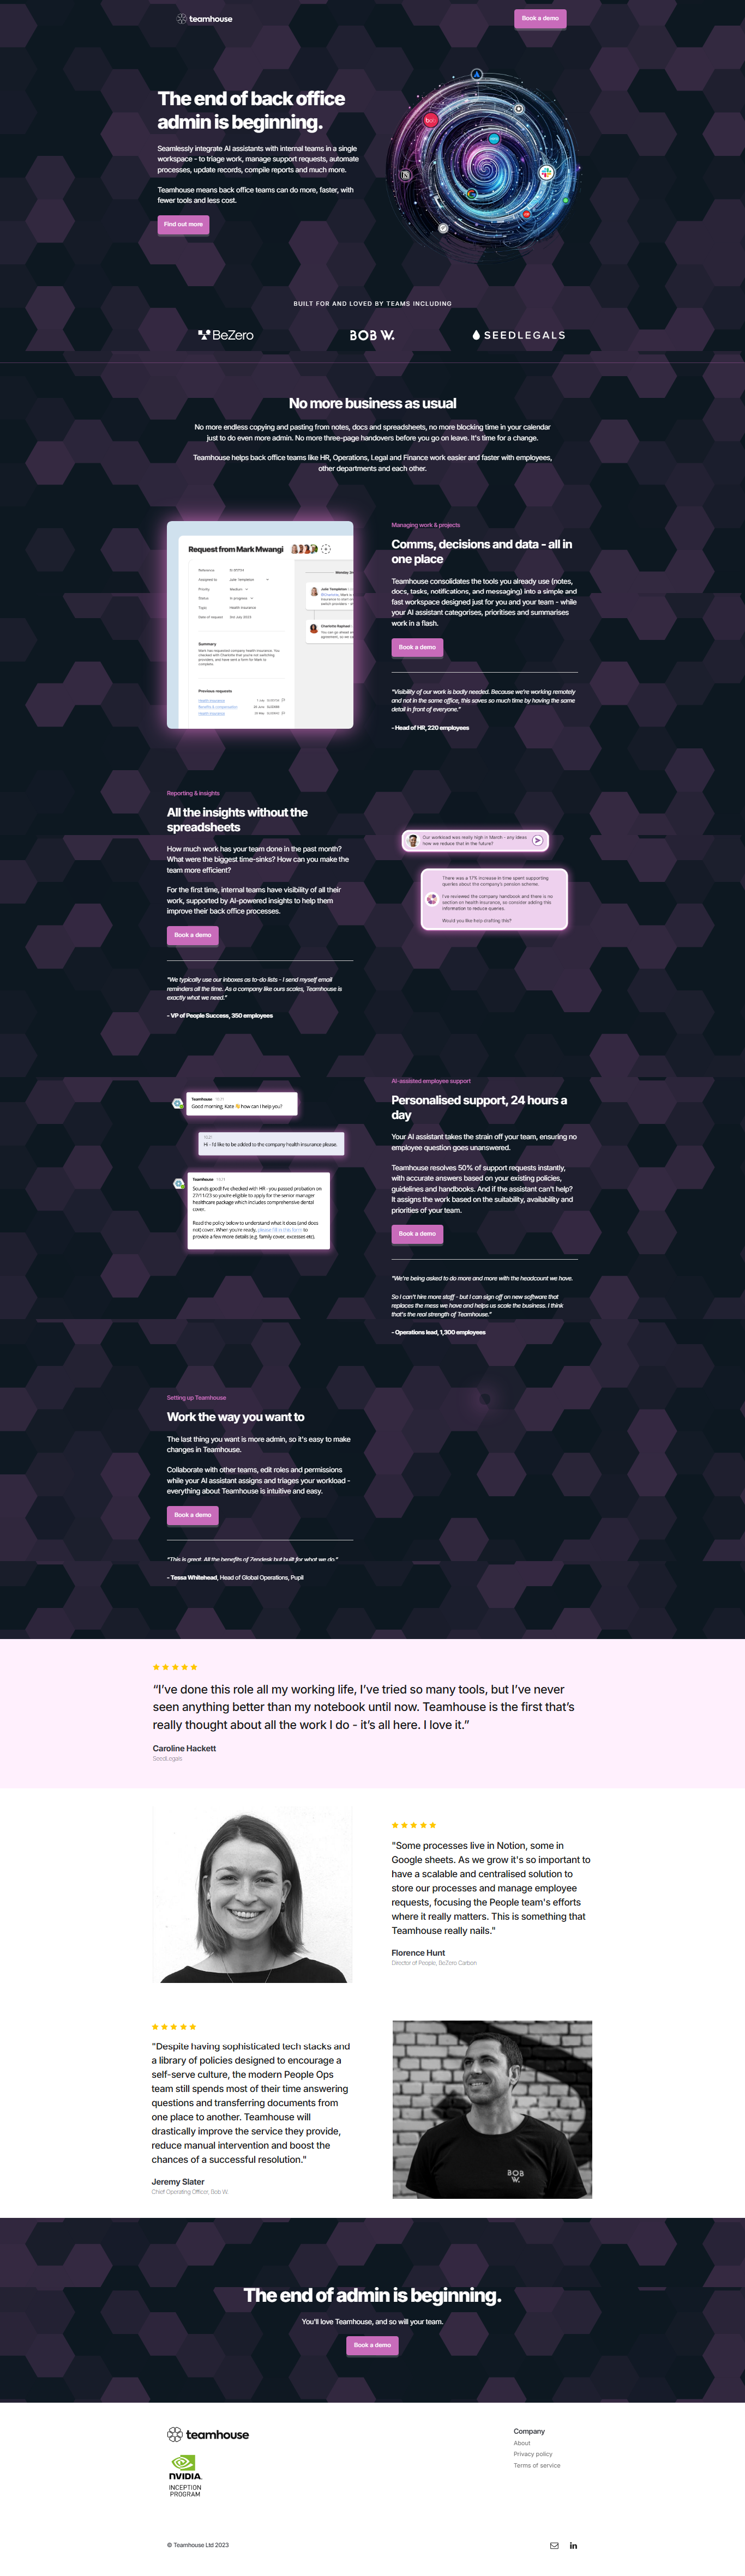 teamhouse
Book a demo
The end of back office
admin is beginning.
Seamlessly integrate AI assistants with internal teams in a single
workspace - to triage work, manage support requests, automate
processes, update records, compile reports and much more.
Teamhouse means back office teams can do more, faster, with
fewer tools and less cost.
Find out more
BUILT FOR AND LOVED BY TEAMS INCLUDING
BeZero
BOB W.
SEEDLEGALS
No more business as usual
No more endless copying and pasting from notes, docs and spreadsheets, no more blocking time in your calendar
just to do even more admin. No more three-page handovers before you go on leave. It's time for a change.
Teamhouse helps back office teams like HR, Operations, Legal and Finance work easier and faster with employees,
other departments and each other.
Request from Mark Mwangi
Reference
Assigned to
Julie Templeton
Priority
Medium
Status
In progress
Type
Health insurance
Date of request
3rd July 2023
Summary
Previous requests
Health insurance
Benefits & compensation
Health insurance
Managing work & projects
Comms, decisions and data - all in
one place
Teamhouse consolidates the tools you already use (notes,
docs, tasks, notifications, and messaging) into a simple and
fast workspace designed just for you and your team - while
your AI assistant categorises, prioritises and summarises
work in a flash.
Book a demo
"Visibility of our work is badly needed. Because we're working remotely
and not in the same office, this saves so much time by having the same
detail in front of everyone."
- Head of HR, 220 employees
Reporting & insights
All the insights without the
spreadsheets
How much work has your team done in the past month?
What were the biggest time-sinks? How can you make the
team more efficient?
For the first time, internal teams have visibility of all their
work, supported by AI-powered insights to help them
improve their back office processes.
Book a demo
"We typically use our inboxes as to-do lists - I send myself email
reminders all the time. As a company like ours scales, Teamhouse is
exactly what we need."
- VP of People Success, 350 employees
Our workload was really high in March - any ideas
how we reduce that in the future?
There was a 17% increase in time spent supporting
queries about the company's pension scheme.
I've reviewed the company handbook and there is no
section on health insurance, so consider adding this
information to reduce queries.
Would you like help drafting this?
Teamhouse
Good morning, Kate 👋 how can I help you?
Hi - I'd like to be added to the company health insurance please.
Teamhouse
Sounds good! I've checked with HR - you passed probation on
27/11/23 so you're eligible to apply for the senior manager
healthcare package which includes comprehensive dental
cover.
Read the policy below to understand what it does (and does
not) cover. When you're ready, please fill in this form to
provide a few more details (e.g. family cover, excesses etc).
AI-assisted employee support
Personalised support, 24 hours a
day
Your AI assistant takes the strain off your team, ensuring no
employee question goes unanswered.
Teamhouse resolves 50% of support requests instantly,
with accurate answers based on your existing policies,
guidelines and handbooks. And if the assistant can't help?
It assigns the work based on the suitability, availability and
priorities of your team.
Book a demo
"We're being asked to do more and more with the headcount we have.
So I can't hire more staff - but I can sign off on new software that
replaces the mess we have and helps us scale the business. I think
that's the real strength of Teamhouse."
- Operations lead, 1,300 employees
Setting up Teamhouse
Work the way you want to
The last thing you want is more admin, so it's easy to make
changes in Teamhouse.
Collaborate with other teams, edit roles and permissions
while your AI assistant assigns and triages your workload -
everything about Teamhouse is intuitive and easy.
Book a demo
"This is great. All the benefits of Zendesk but built for what we do."
- Tessa Whitehead, Head of Global Operations, Pupil
“I’ve done this role all my working life, I’ve tried so many tools, but I’ve never
seen anything better than my notebook until now. Teamhouse is the first that’s
really thought about all the work I do - it’s all here. I love it.”
Caroline Hackett
SeedLegals
"Some processes live in Notion, some in
Google sheets. As we grow it's so important to
have a scalable and centralised solution to
store our processes and manage employee
requests, focusing the People team's efforts
where it really matters. This is something that
Teamhouse really nails."
Florence Hunt
Director of People, BeZero Carbon
"Despite having sophisticated tech stacks and
a library of policies designed to encourage a
self-serve culture, the modern People Ops
team still spends most of their time answering
questions and transferring documents from
one place to another. Teamhouse will
drastically improve the service they provide,
reduce manual intervention and boost the
chances of a successful resolution."
Jeremy Slater
Chief Operating Officer, Bob W.
BOB
W.
The end of admin is beginning.
You'll love Teamhouse, and so will your team.
Book a demo
teamhouse
NVIDIA.
INCEPTION
PROGRAM
Company
About
Privacy policy
Terms of service
© Teamhouse Ltd 2023